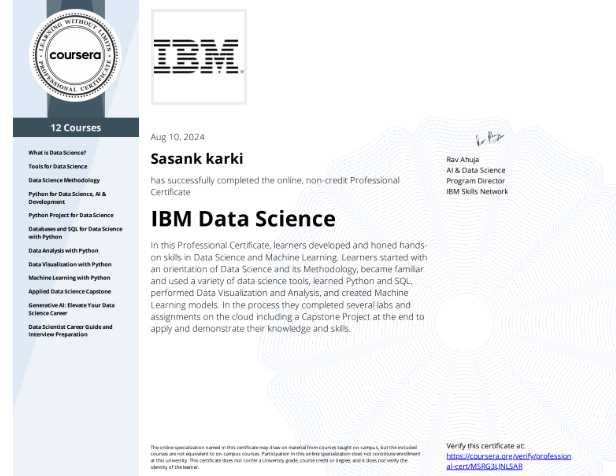 LEARNING WITHOUT LIMITS
coursera
PROFESSIONAL CERTIFICATE
12 Courses
What is Data Science?
Tools for Data Science
Data Science Methodology
Python for Data Science, AI &
Development
Python Project for Data Science
Databases and SQL for Data Science
with Python
Data Analysis with Python
Data Visualization with Python
Machine Learning with Python
Applied Data Science Capstone
Generative AI: Elevate Your Data
Science Career
Data Scientist Career Guide and
Interview Preparation
IBM
Aug 10, 2024
Sasank karki
has successfully completed the online, non-credit Professional
Certificate
IBM Data Science
In this Professional Certificate, learners developed and honed hands-
on skills in Data Science and Machine Learning. Learners started with
an orientation of Data Science and its Methodology, became familiar
and used a variety of data science tools, learned Python and SQL,
performed Data Visualization and Analysis, and created Machine
Learning models. In the process they completed several labs and
assignments on the cloud including a Capstone Project at the end to
apply and demonstrate their knowledge and skills.
Rav Ahuja
AI & Data Science
Program Director
IBM Skills Network
The online specialization named in this certificate may draw on material from courses taught on-campus, but the included
courses are not equivalent to on-campus courses. Participation in this online specialization does not constitute enrollment
at this university. This certificate does not confer a University grade, course credit or degree, and it does not verify the
identity of the learner.
Verify this certificate at:
https://coursera.org/verify/profession
al-cert/MSRG3LJNLSAR